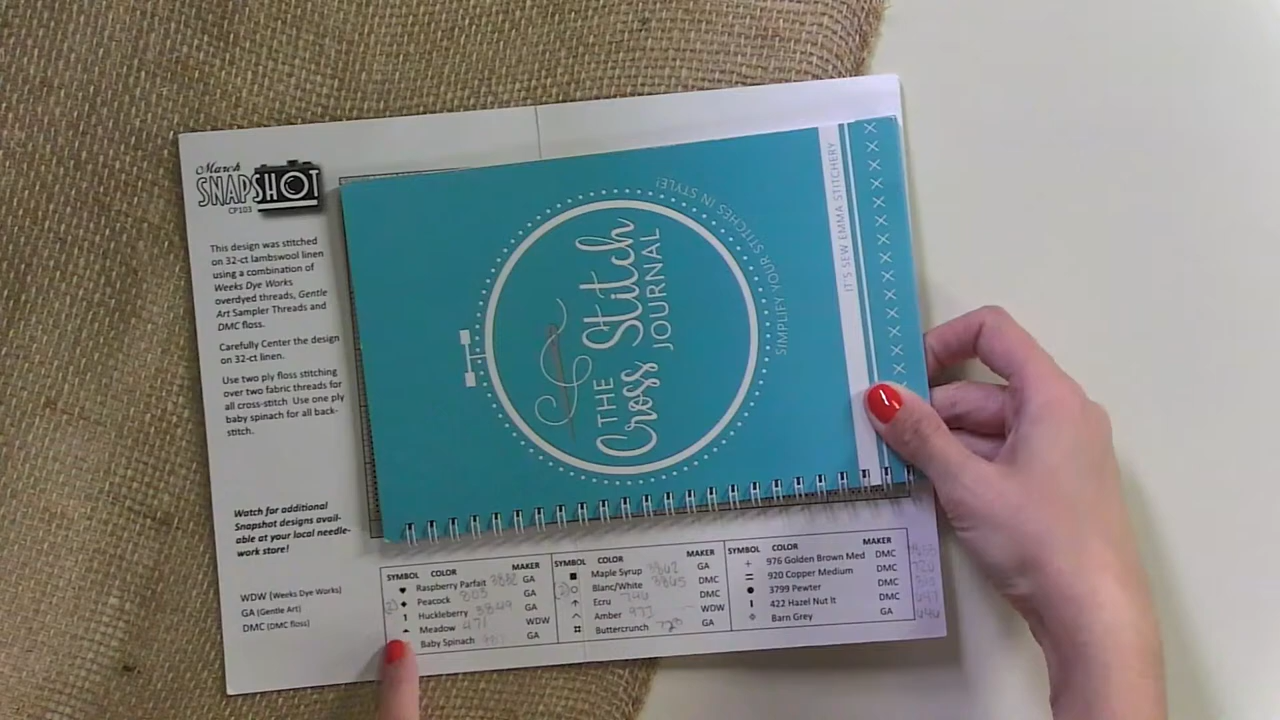 March
SNAPSHOT
CP103
This design was stitched
on 32-ct lambswool linen
using a combination of
Weeks Dye Works
overdyed threads, Gentle
Art Sampler Threads and
DMC floss.
Carefully Center the design
on 32-ct linen.
Use two ply floss stitching
over two fabric threads for
all cross-stitch Use one ply
baby spinach for all back-
stitch.
Watch for additional
Snapshot designs avail-
able at your local needle-
work store!
WDW (Weeks Dye Works)
GA (Gentle Art)
DMC (DMC floss)
THE
Cross Stitch
JOURNAL
SIMPLIFY YOUR STITCHES IN STYLE!
IT'S SEW EMMA STITCHERY
SYMBOL COLOR MAKER
Raspberry Parfait GA
Peacock GA
Huckleberry GA
Meadow 471 WDW
Baby Spinach GA
SYMBOL COLOR MAKER
Maple Syrup GA
Blanc/White 3865 DMC
Ecru DMC
Amber WDW
Buttercrunch GA
SYMBOL COLOR MAKER
976 Golden Brown Med DMC
920 Copper Medium DMC
3799 Pewter DMC
422 Hazel Nut lt DMC
Barn Grey GA